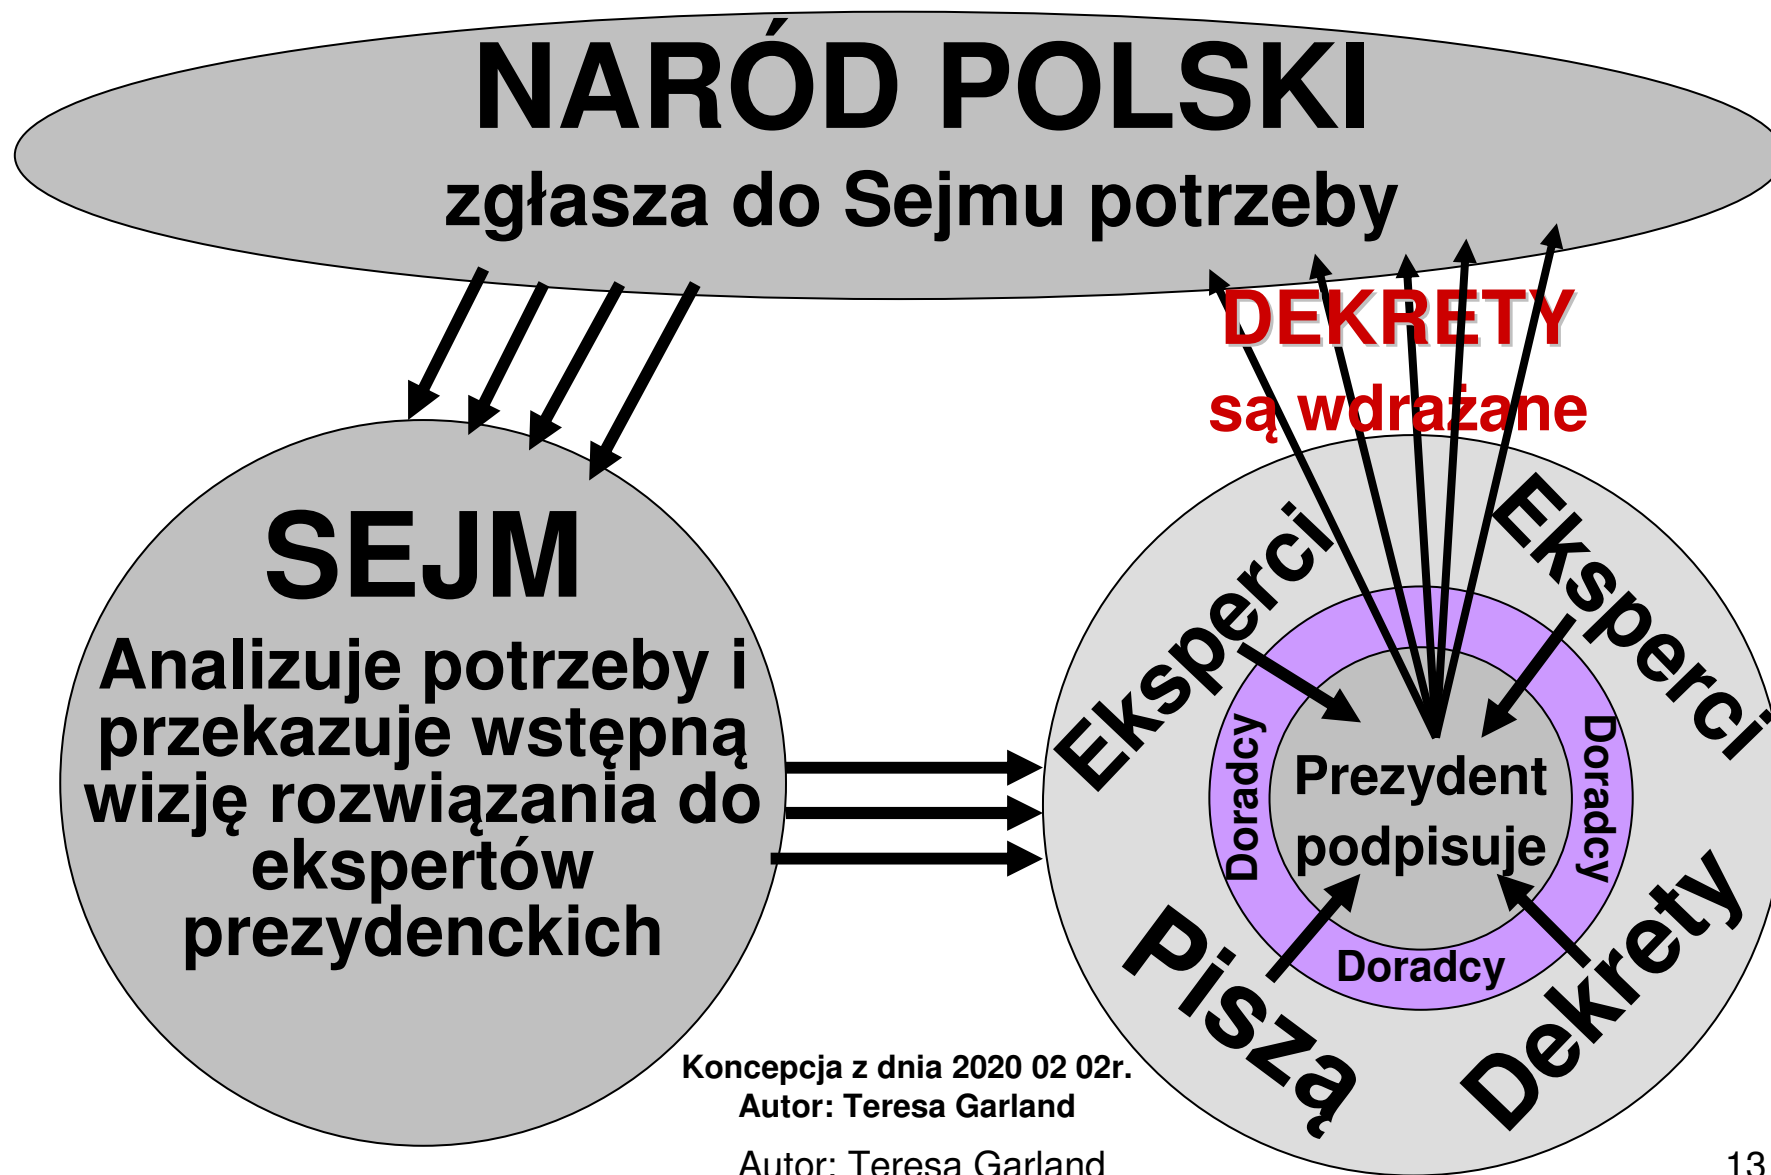 NARÓD POLSKI
zgłasza do Sejmu potrzeby
DEKRETY
są wdrażane
SEJM
Analizuje potrzeby i
przekazuje wstępną
wizję rozwiązania do
ekspertów
prezydenckich
Eksperci
Eksperci
Doradcy
Doradcy
Prezydent
podpisuje
Doradcy
Piszą
Dekrety
Koncepcja z dnia 2020 02 02r.
Autor: Teresa Garland
Autor: Teresa Garland
13